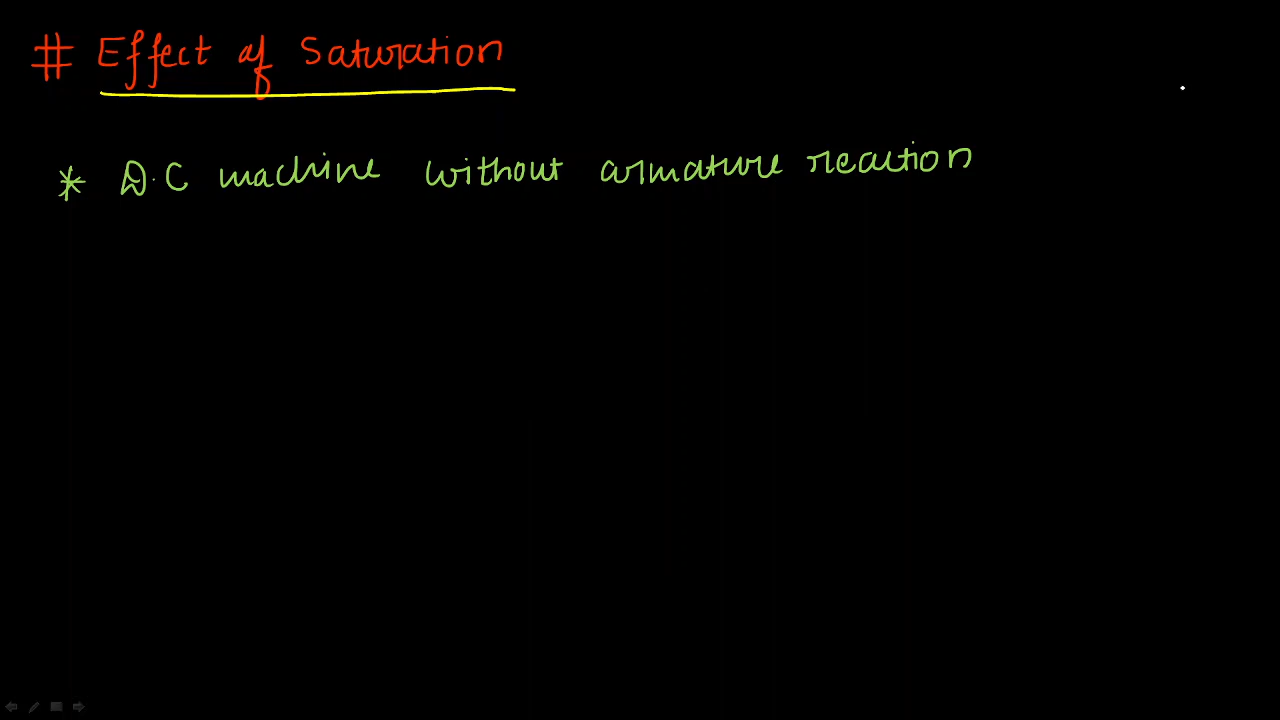 # Effect of Saturation
* D.C machine without armature reaction